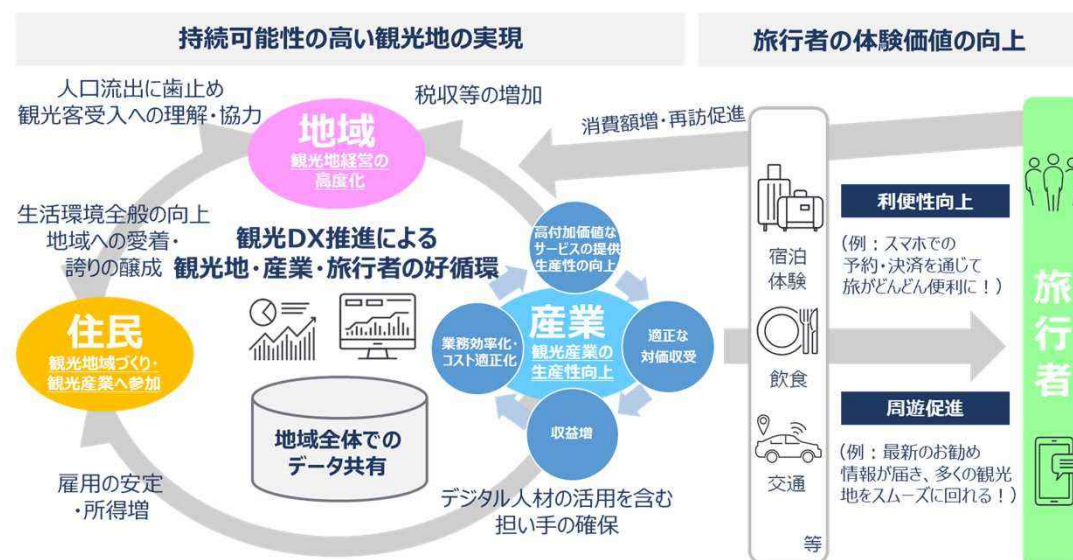 持続可能性の高い観光地の実現
旅行者の体験価値の向上
人口流出に歯止め
観光客受入への理解・協力
税収等の増加
消費額増・再訪促進
地域
観光地経営の
高度化
生活環境全般の向上
地域への愛着・
誇りの醸成
観光DX推進による
観光地・産業・旅行者の好循環
高付加価値な
サービスの提供
生産性の向上
住民
観光地域づくり・
観光産業へ参加
業務効率化・
コスト適正化
産業
観光産業の
生産性向上
適正な
対価収受
収益増
地域全体での
データ共有
雇用の安定
・所得増
デジタル人材の活用を含む
担い手の確保
宿泊
体験
飲食
交通
等
利便性向上
(例：スマホでの
予約・決済を通じて
旅がどんどん便利に！)
周遊促進
(例：最新のお勧め
情報が届き、多くの観光
地をスムーズに回れる！)
旅行者